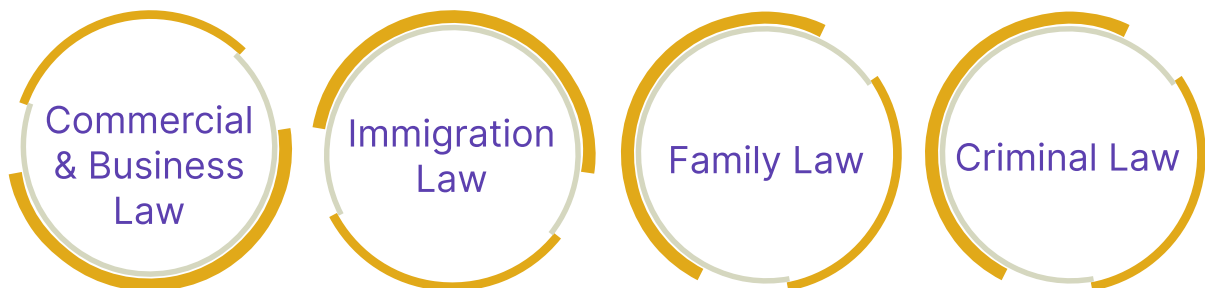 Commercial
& Business
Law
Immigration
Law
Family Law
Criminal Law